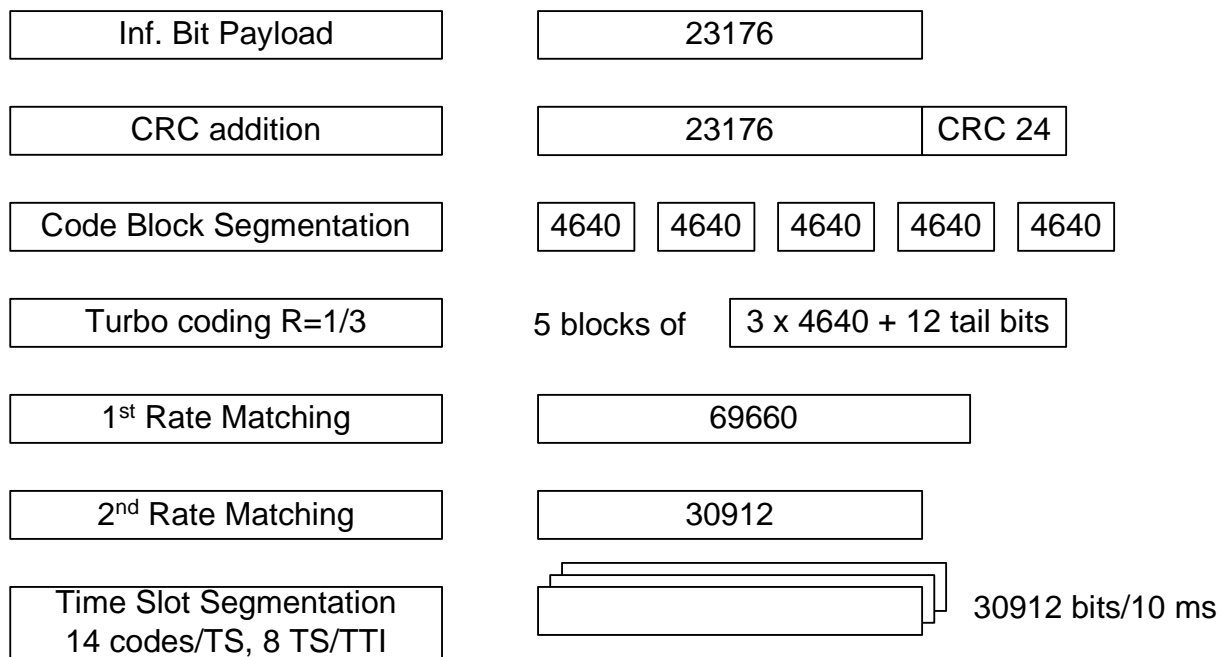 Inf. Bit Payload 23176
CRC addition 23176 CRC 24
Code Block Segmentation 4640 4640 4640 4640 4640
Turbo coding R=1/3 5 blocks of 3 x 4640 + 12 tail bits
1st Rate Matching 69660
2nd Rate Matching 30912
Time Slot Segmentation
14 codes/TS, 8 TS/TTI
30912 bits/10 ms